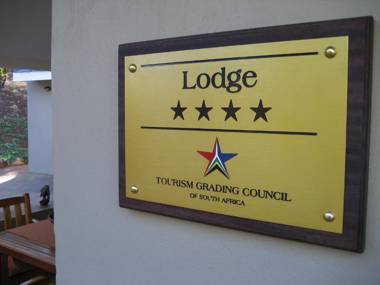 Lodge
★★★★
TOURISM GRADING COUNCIL
OF SOUTH AFRICA